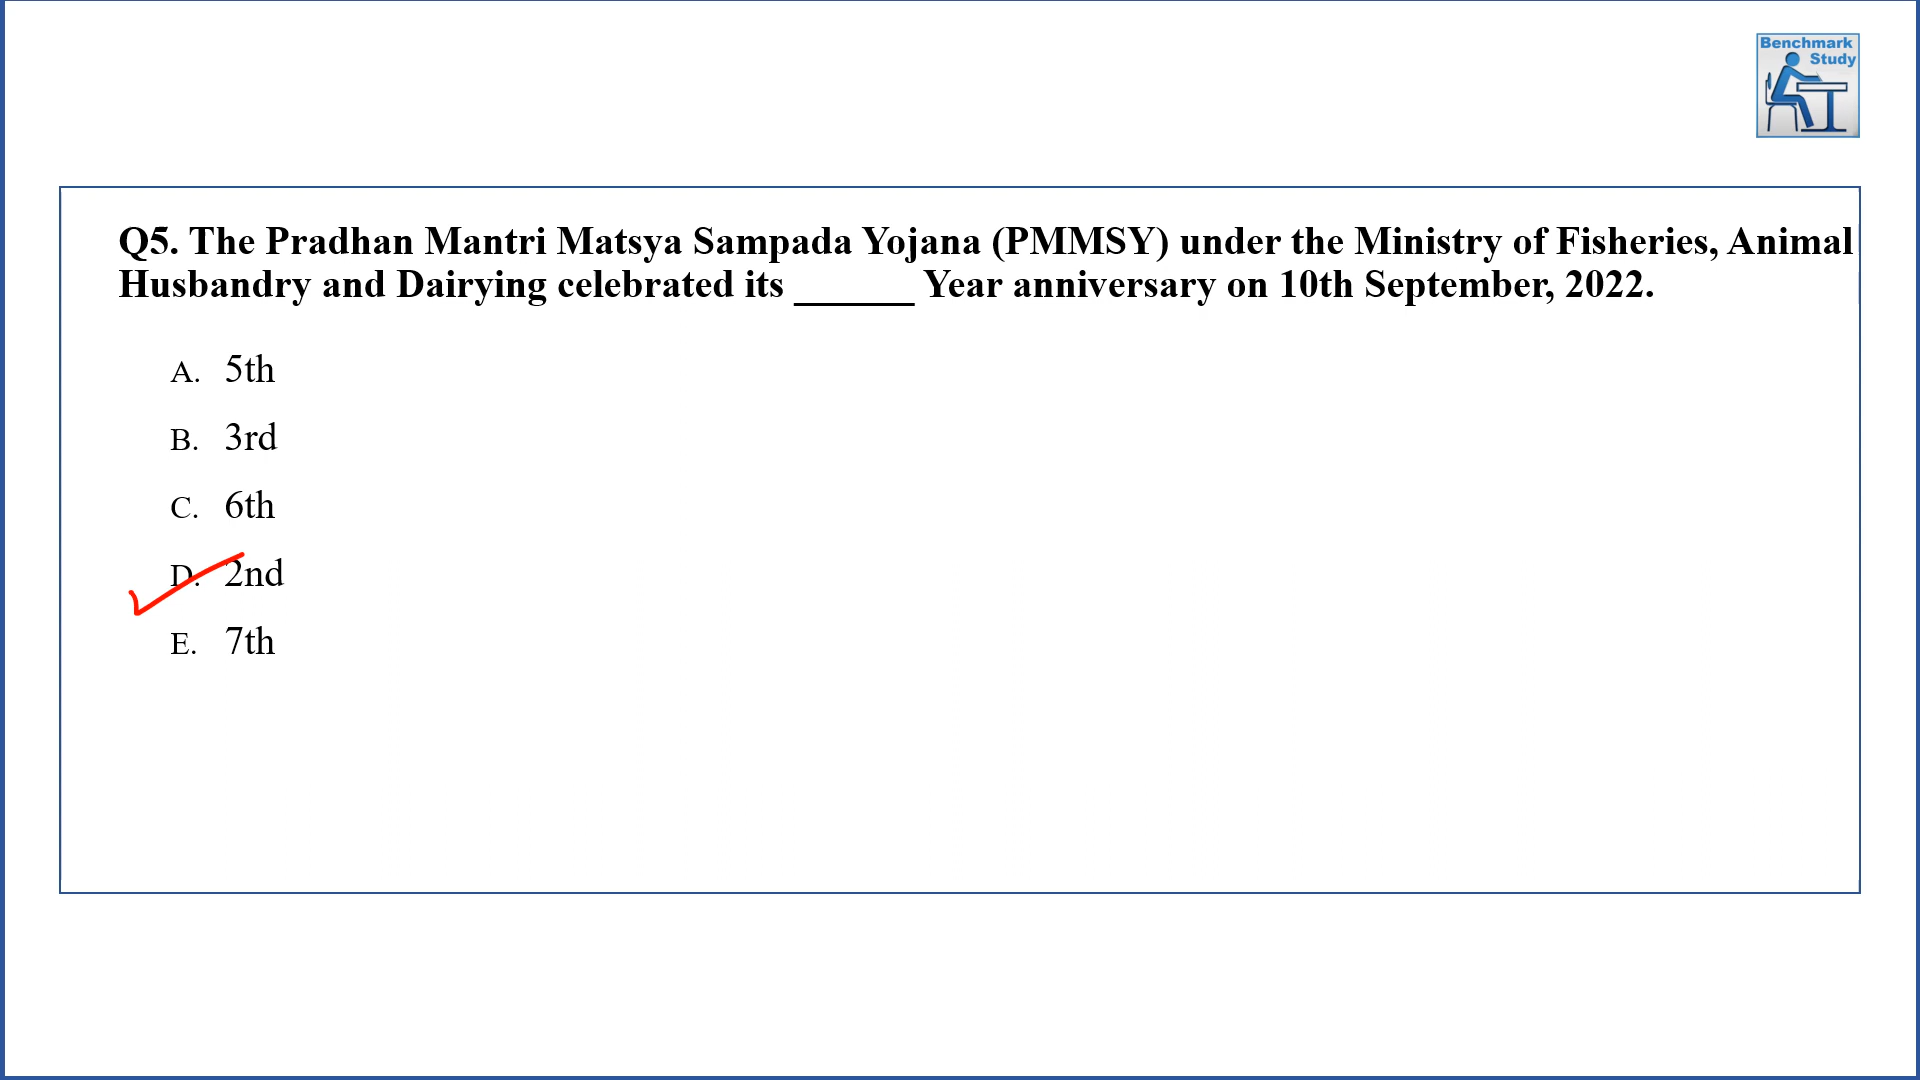 Benchmark
Study
Q5. The Pradhan Mantri Matsya Sampada Yojana (PMMSY) under the Ministry of Fisheries, Animal
Husbandry and Dairying celebrated its ______ Year anniversary on 10th September, 2022.
A. 5th
B. 3rd
C. 6th
D. 2nd
E. 7th